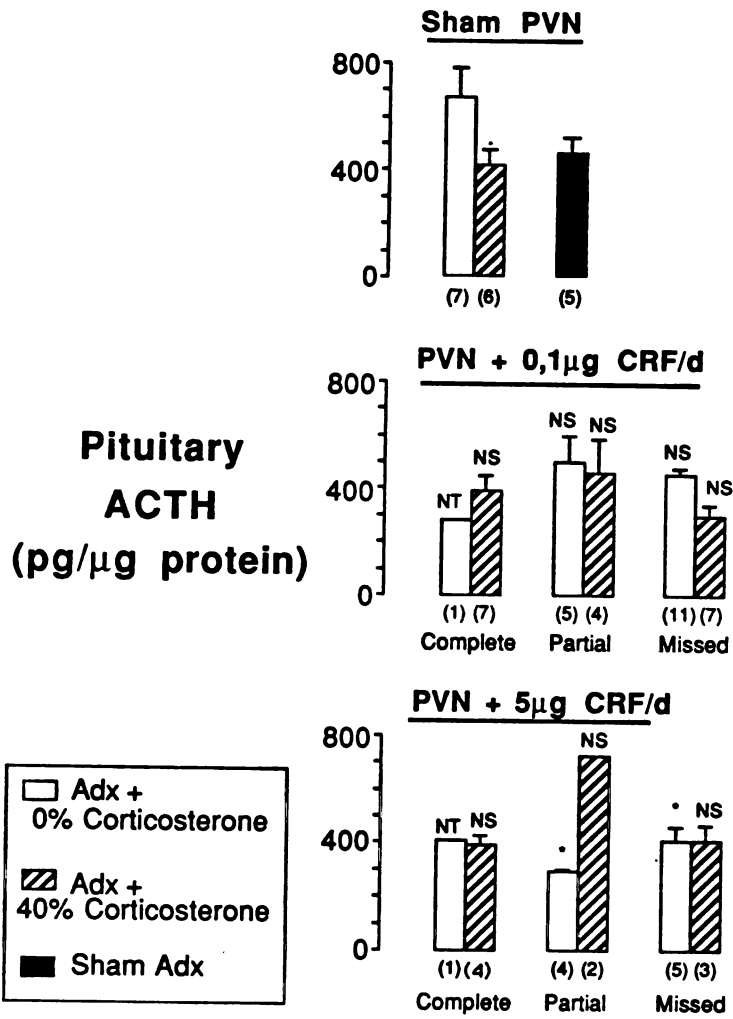 Sham PVN
800
400
0
(7) (6) (5)
PVN + 0,1µg CRF/d
800
400
0
NT NS NS NS NS NS
(1) (7) (5) (4) (11) (7)
Complete Partial Missed
Pituitary
ACTH
(pg/µg protein)
PVN + 5µg CRF/d
800
400
0
NT NS * NS * NS
(1) (4) (4) (2) (5) (3)
Complete Partial Missed
Adx +
0% Corticosterone
Adx +
40% Corticosterone
Sham Adx